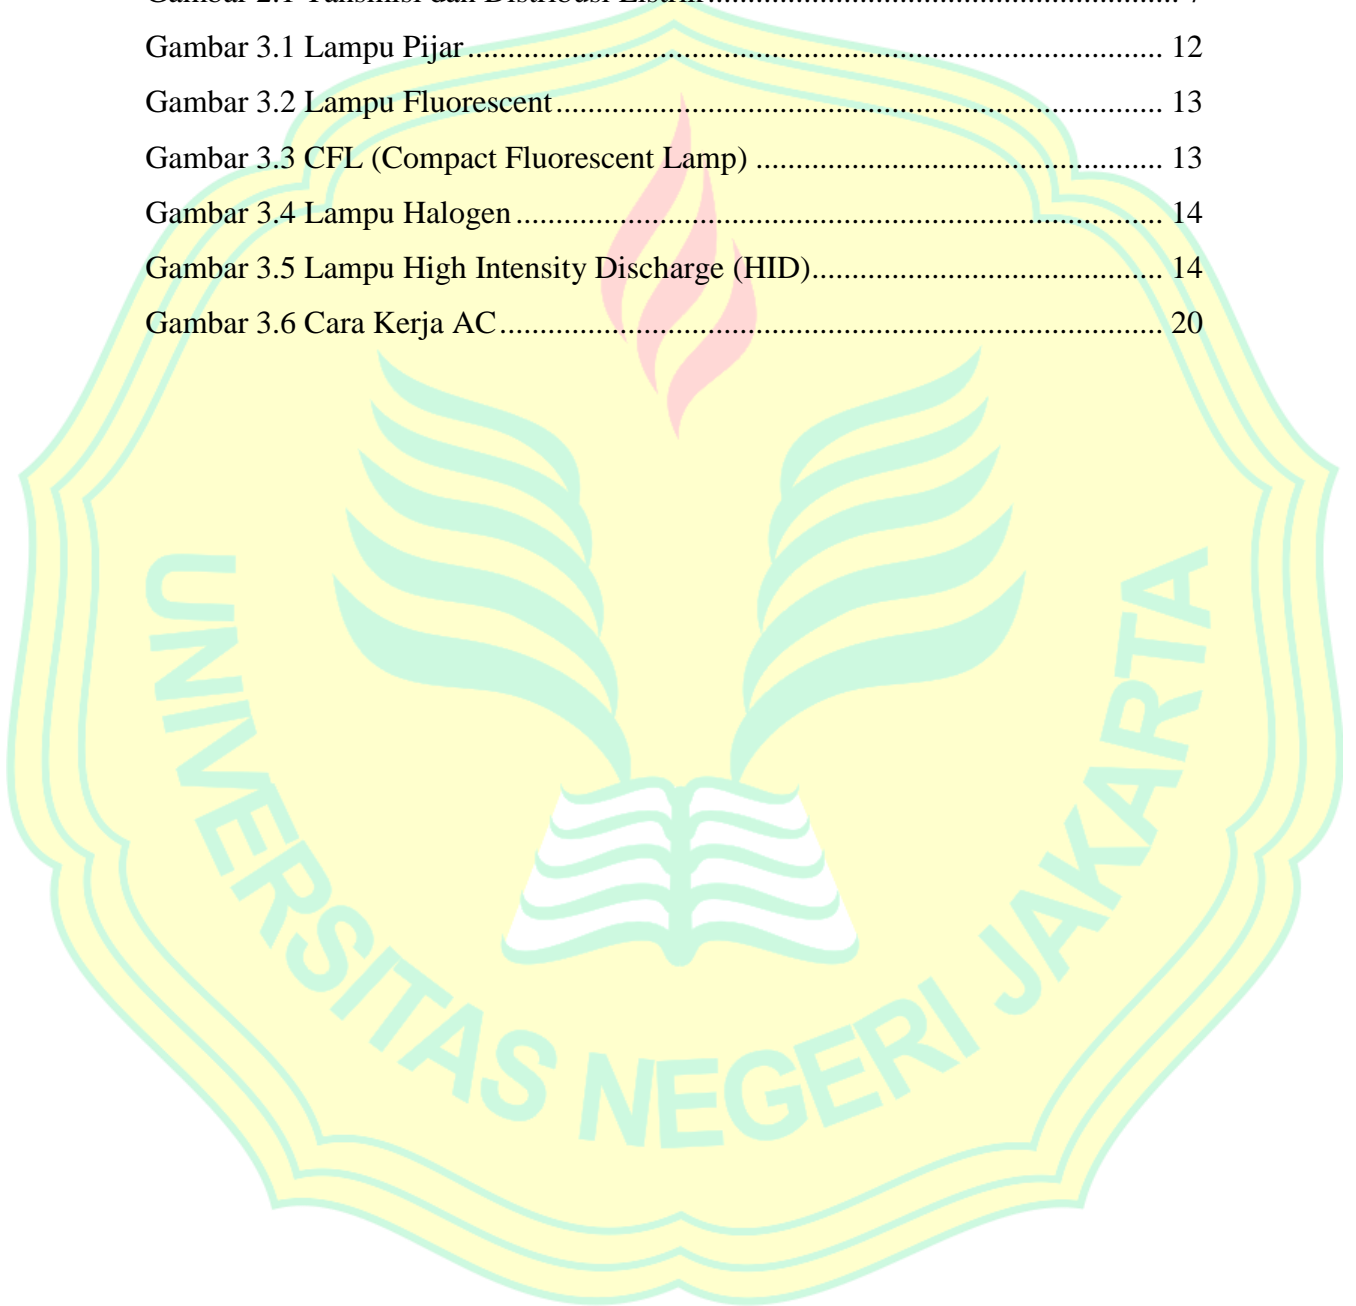 Gambar 3.1 Lampu Pijar........................................................................................ 12
Gambar 3.2 Lampu Fluorescent............................................................................. 13
Gambar 3.3 CFL (Compact Fluorescent Lamp) ................................................... 13
Gambar 3.4 Lampu Halogen.................................................................................. 14
Gambar 3.5 Lampu High Intensity Discharge (HID)............................................ 14
Gambar 3.6 Cara Kerja AC.................................................................................... 20
UNIVERSITAS NEGERI JAKARTA